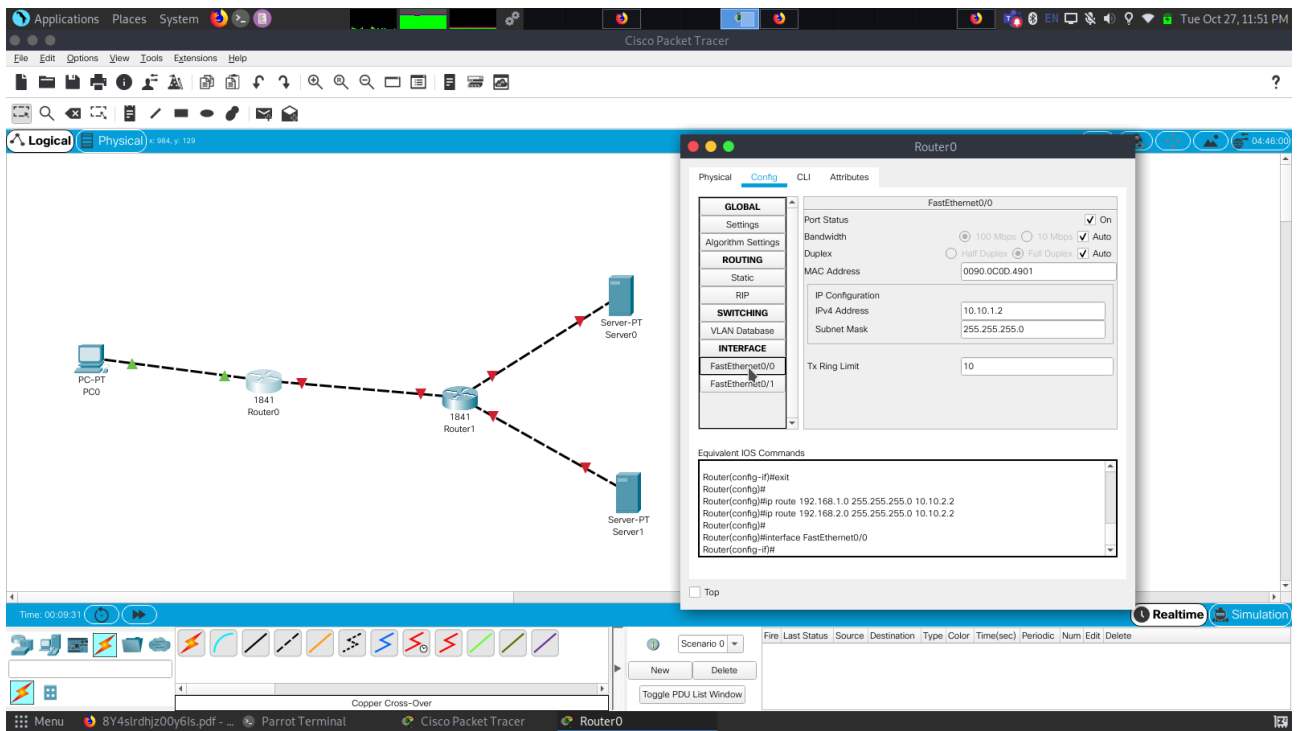 Applications Places System
EN Tue Oct 27, 11:51 PM
Cisco Packet Tracer
File Edit Options View Tools Extensions Help
?
Logical Physical x: 984, y: 129
04:46:00
Router0
Physical Config CLI Attributes
GLOBAL
Settings
Algorithm Settings
ROUTING
Static
RIP
SWITCHING
VLAN Database
INTERFACE
FastEthernet0/0
FastEthernet0/1
FastEthernet0/0
Port Status On
Bandwidth 100 Mbps 10 Mbps Auto
Duplex Half Duplex Full Duplex Auto
MAC Address 0090.0C0D.4901
IP Configuration
IPv4 Address 10.10.1.2
Subnet Mask 255.255.255.0
Tx Ring Limit 10
Equivalent IOS Commands
Router(config-if)#exit
Router(config)#
Router(config)#ip route 192.168.1.0 255.255.255.0 10.10.2.2
Router(config)#ip route 192.168.2.0 255.255.255.0 10.10.2.2
Router(config)#
Router(config)#interface FastEthernet0/0
Router(config-if)#
Top
Server-PT
Server0
PC-PT
PC0
1841
Router0
1841
Router1
Server-PT
Server1
Time: 00:09:31
Realtime Simulation
Copper Cross-Over
Scenario 0
New Delete
Toggle PDU List Window
Fire Last Status Source Destination Type Color Time(sec) Periodic Num Edit Delete
Menu 8Y4slrdhjz00y6ls.pdf - ... Parrot Terminal Cisco Packet Tracer Router0